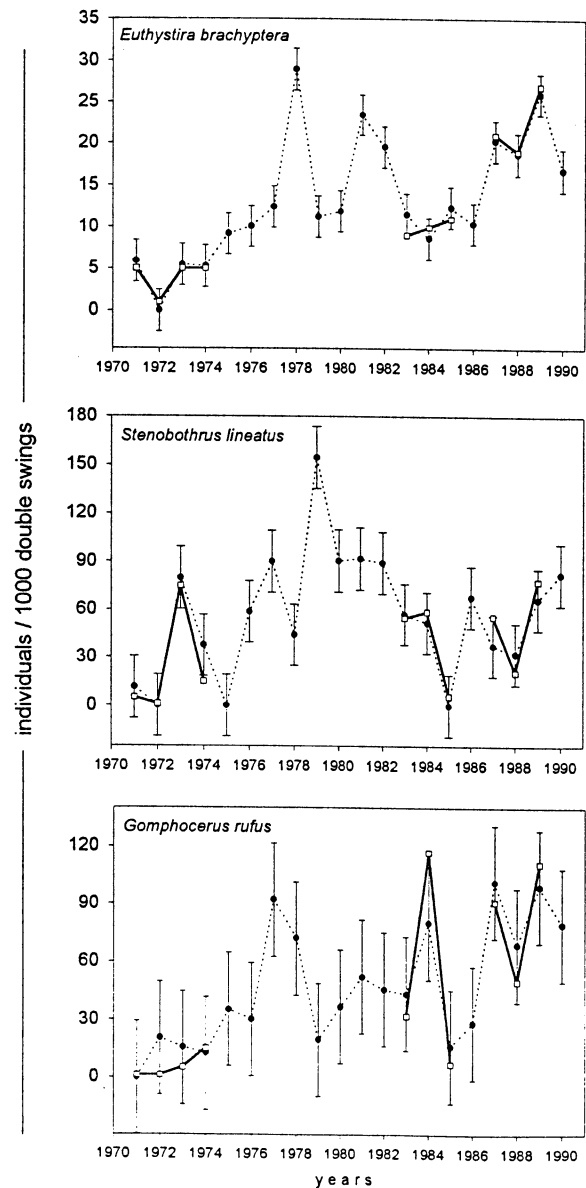 individuals / 1000 double swings
Euthystira brachyptera
35
30
25
20
15
10
5
0
1970 1972 1974 1976 1978 1980 1982 1984 1986 1988 1990
Stenobothrus lineatus
180
150
120
90
60
30
0
1970 1972 1974 1976 1978 1980 1982 1984 1986 1988 1990
Gomphocerus rufus
120
90
60
30
0
1970 1972 1974 1976 1978 1980 1982 1984 1986 1988 1990
years